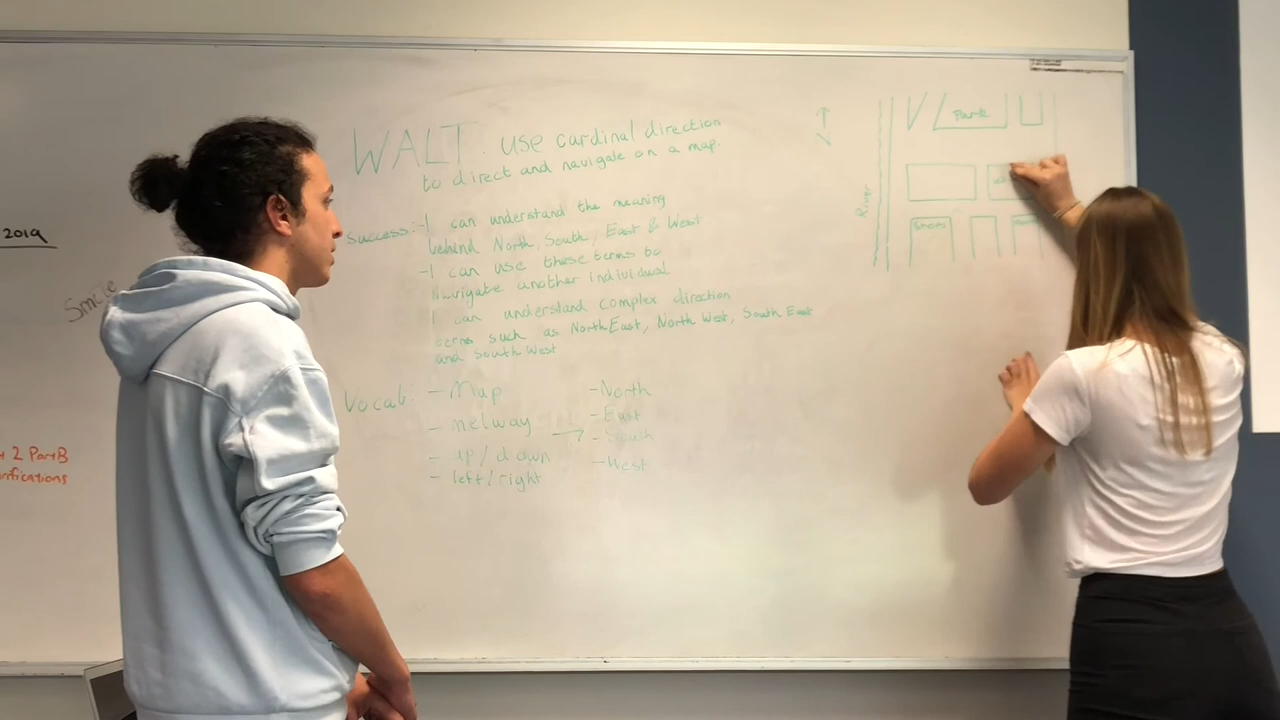 2019
Smile
2 Part B
WALT. use cardinal direction
to direct and navigate on a map.
Success: - I can understand the meaning
behind North, South, East & West
- I can use these terms to
Navigate another individual
I can understand complex direction
terms such as NorthEast, North West, South East
and South West
Vocab: - Map
- melway
- up/down
- left/right
- North
- East
- South
- West
River
Park
Shops